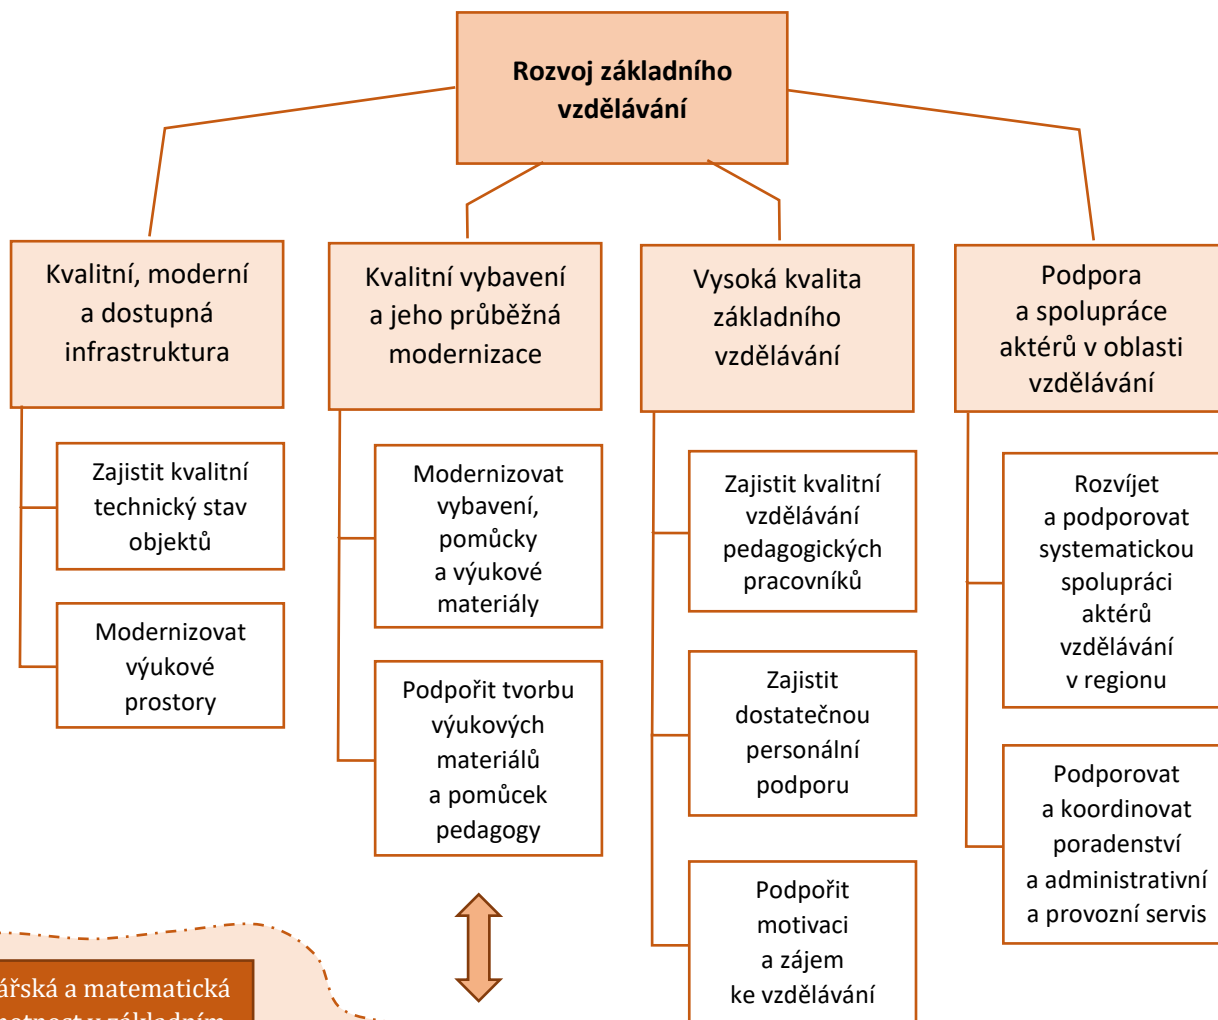 Rozvoj základního
vzdělávání
Kvalitní, moderní
a dostupná
infrastruktura
Zajistit kvalitní
technický stav
objektů
Modernizovat
výukové
prostory
Kvalitní vybavení
a jeho průběžná
modernizace
Modernizovat
vybavení,
pomůcky
a výukové
materiály
Podpořit tvorbu
výukových
materiálů
a pomůcek
pedagogy
Vysoká kvalita
základního
vzdělávání
Zajistit kvalitní
vzdělávání
pedagogických
pracovníků
Zajistit
dostatečnou
personální
podporu
Podpořit
motivaci
a zájem
ke vzdělávání
Podpora
a spolupráce
aktérů v oblasti
vzdělávání
Rozvíjet
a podporovat
systematickou
spolupráci
aktérů
vzdělávání
v regionu
Podporovat
a koordinovat
poradenství
a administrativní
a provozní servis
a matematická
v základním